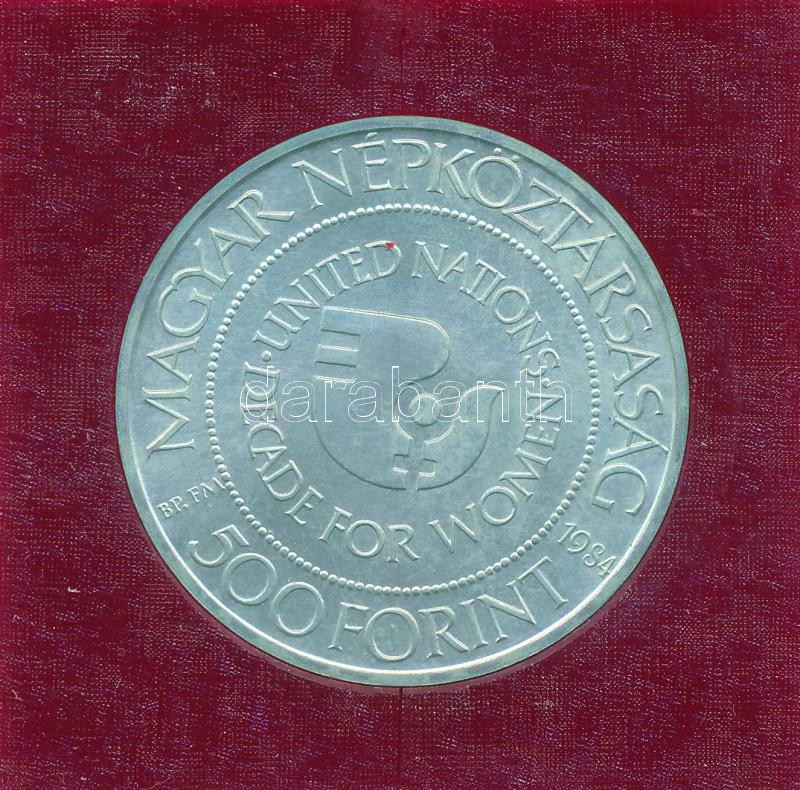 MAGYAR NÉPKÖZTÁRSASÁG
BP. FM
500 FORINT
1984
· UNITED NATIONS ·
DECADE FOR WOMEN
darabanth